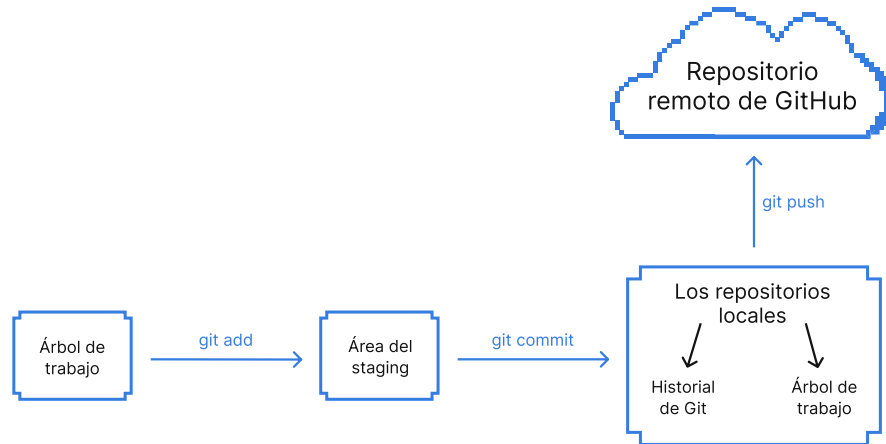 Repositorio
remoto de GitHub
git push
Los repositorios
locales
Historial
de Git
Árbol de
trabajo
Árbol de
trabajo
git add
Área del
staging
git commit